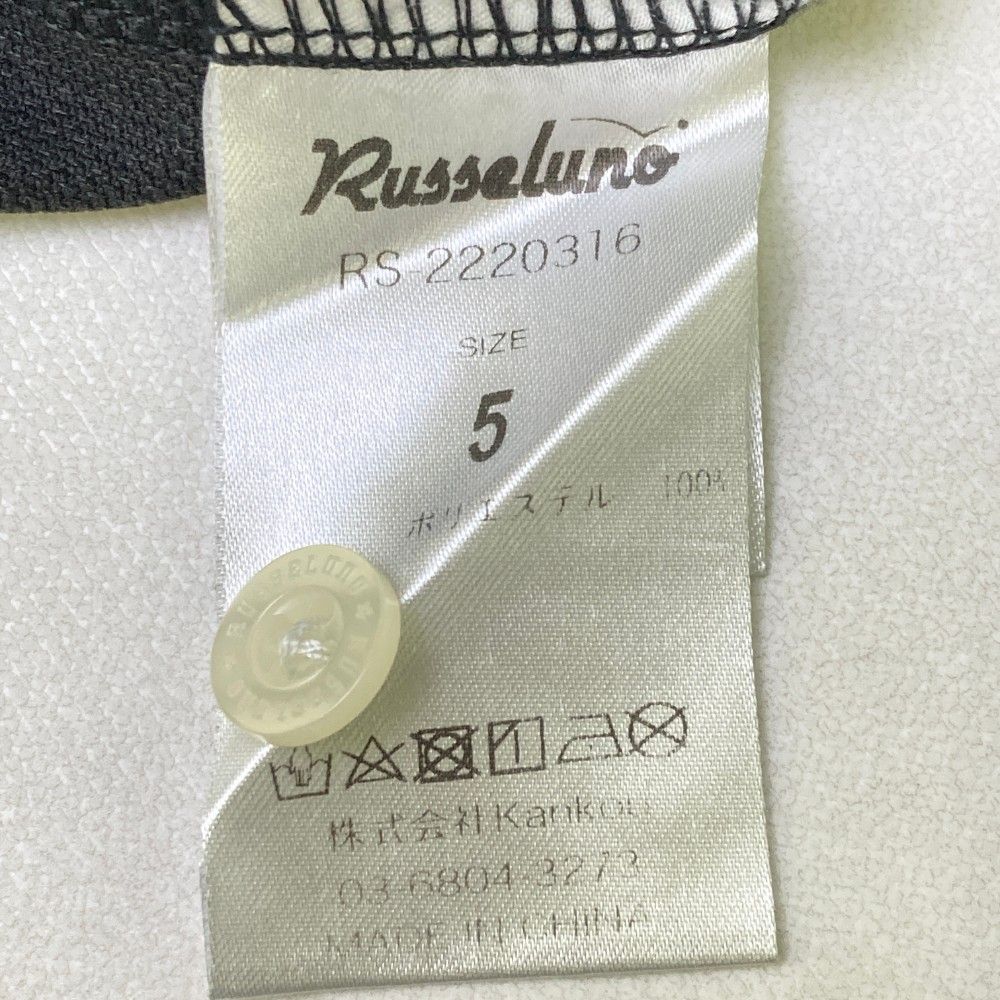 Russeluno
RS-2220316
SIZE
5
ポリエステル 100%
Russeluno
株式会社Kankou
03-6804-3273
MADE IN CHINA